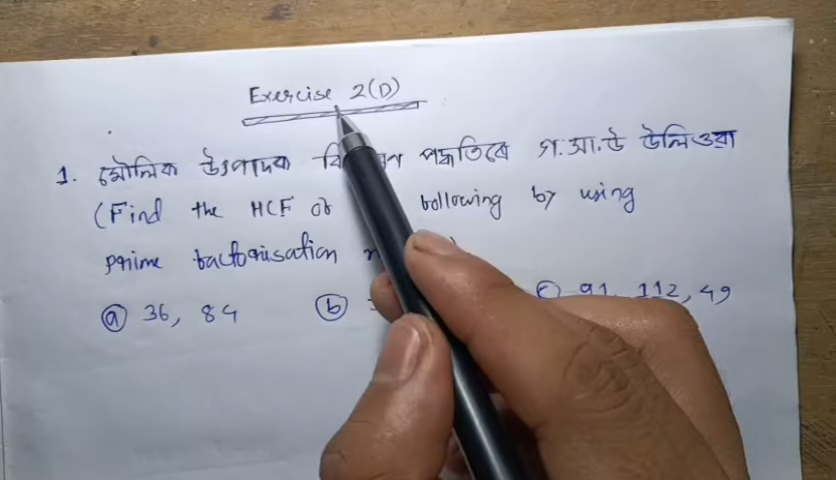 Exercise 2(D)
1. মৌলিক উৎপাদক পদ্ধতিৰে গ.সা.উ উলিওৱা
(Find the HCF of following by using
prime factorisation
ⓐ 36, 84 ⓑ ⓒ 91, 112, 49